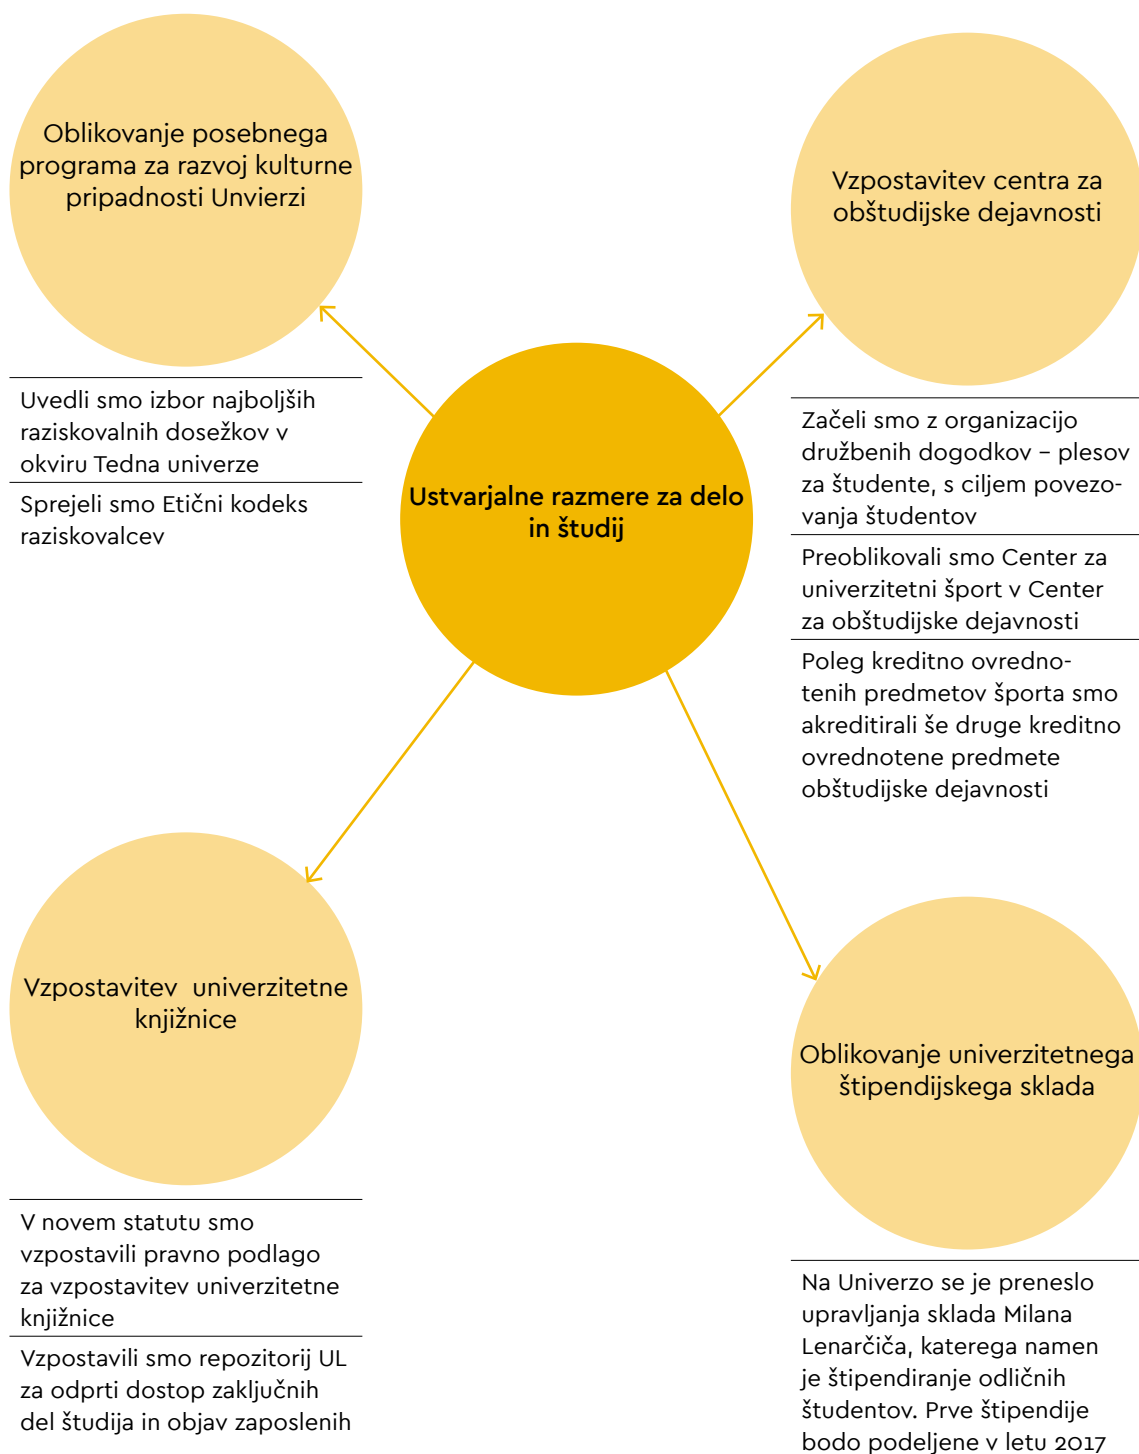 Oblikovanje posebnega
programa za razvoj kulturne
pripadnosti Unvierzi
Uvedli smo izbor najboljših
raziskovalnih dosežkov v
okviru Tedna univerze
Sprejeli smo Etični kodeks
raziskovalcev
Vzpostavitev centra za
obštudijske dejavnosti
Začeli smo z organizacijo
družbenih dogodkov – plesov
za študente, s ciljem povezo-
vanja študentov
Preoblikovali smo Center za
univerzitetni šport v Center
za obštudijske dejavnosti
Poleg kreditno ovredno-
tenih predmetov športa smo
akreditirali še druge kreditno
ovrednotene predmete
obštudijske dejavnosti
Ustvarjalne razmere za delo
in študij
Vzpostavitev univerzitetne
knjižnice
V novem statutu smo
vzpostavili pravno podlago
za vzpostavitev univerzitetne
knjižnice
Vzpostavili smo repozitorij UL
za odprti dostop zaključnih
del študija in objav zaposlenih
Oblikovanje univerzitetnega
štipendijskega sklada
Na Univerzo se je preneslo
upravljanja sklada Milana
Lenarčiča, katerega namen
je štipendiranje odličnih
študentov. Prve štipendije
bodo podeljene v letu 2017